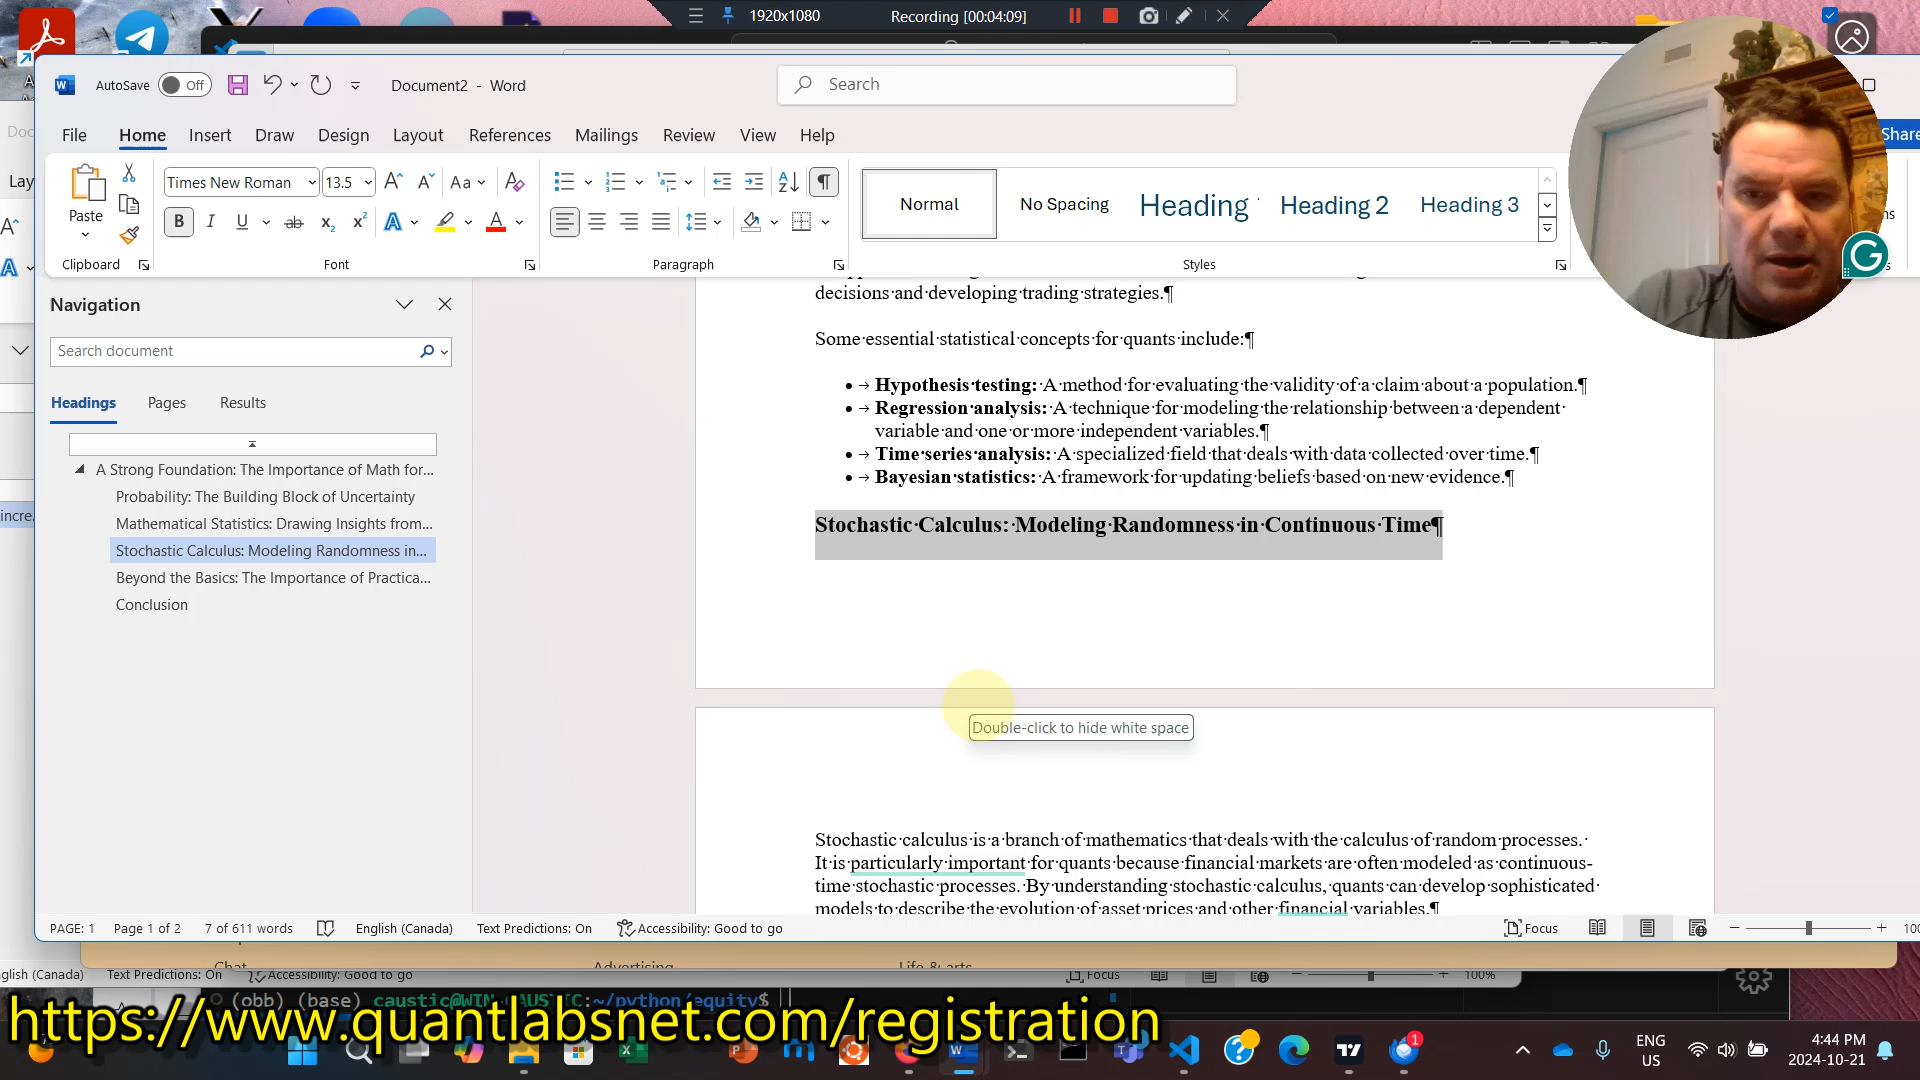 1920x1080
Recording [00:04:09]
AutoSave
Off
Document2 - Word
Search
File
Home
Insert
Draw
Design
Layout
References
Mailings
Review
View
Help
Share
Paste
Times New Roman
13.5
Normal
No Spacing
Heading
Heading 2
Heading 3
Clipboard
Font
Paragraph
Styles
Navigation
Search document
Headings
Pages
Results
A Strong Foundation: The Importance of Math for...
Probability: The Building Block of Uncertainty
Mathematical Statistics: Drawing Insights from...
Stochastic Calculus: Modeling Randomness in...
Beyond the Basics: The Importance of Practica...
Conclusion
decisions and developing trading strategies.¶
Some essential statistical concepts for quants include:¶
Hypothesis testing: A method for evaluating the validity of a claim about a population.¶
Regression analysis: A technique for modeling the relationship between a dependent
variable and one or more independent variables.¶
Time series analysis: A specialized field that deals with data collected over time.¶
Bayesian statistics: A framework for updating beliefs based on new evidence.¶
Stochastic Calculus: Modeling Randomness in Continuous Time¶
Double-click to hide white space
Stochastic calculus is a branch of mathematics that deals with the calculus of random processes.
It is particularly important for quants because financial markets are often modeled as continuous-
time stochastic processes. By understanding stochastic calculus, quants can develop sophisticated
models to describe the evolution of asset prices and other financial variables.¶
PAGE: 1
Page 1 of 2
7 of 611 words
English (Canada)
Text Predictions: On
Accessibility: Good to go
Focus
Chat
Advertising
Life & arts
Text Predictions: On
Accessibility: Good to go
Focus
100%
(obb) (base) caustic@WIN-CAUSTIC:~/python/equity$
https://www.quantlabsnet.com/registration
ENG
US
4:44 PM
2024-10-21